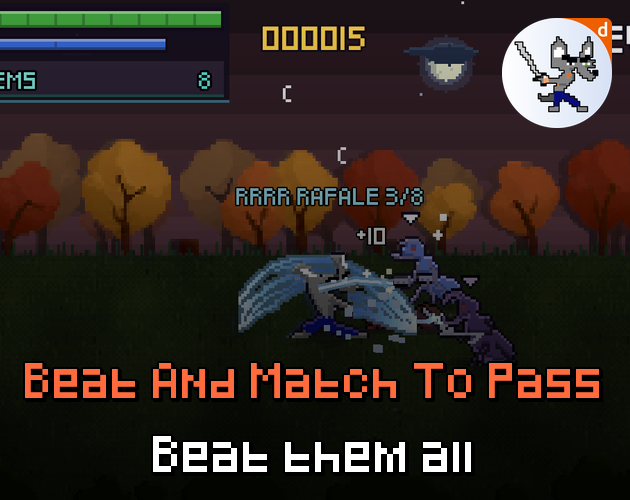 000015
EMS 8
RRRR RAFALE 3/8
+10
Beat And Match To Pass
Beat them all
d